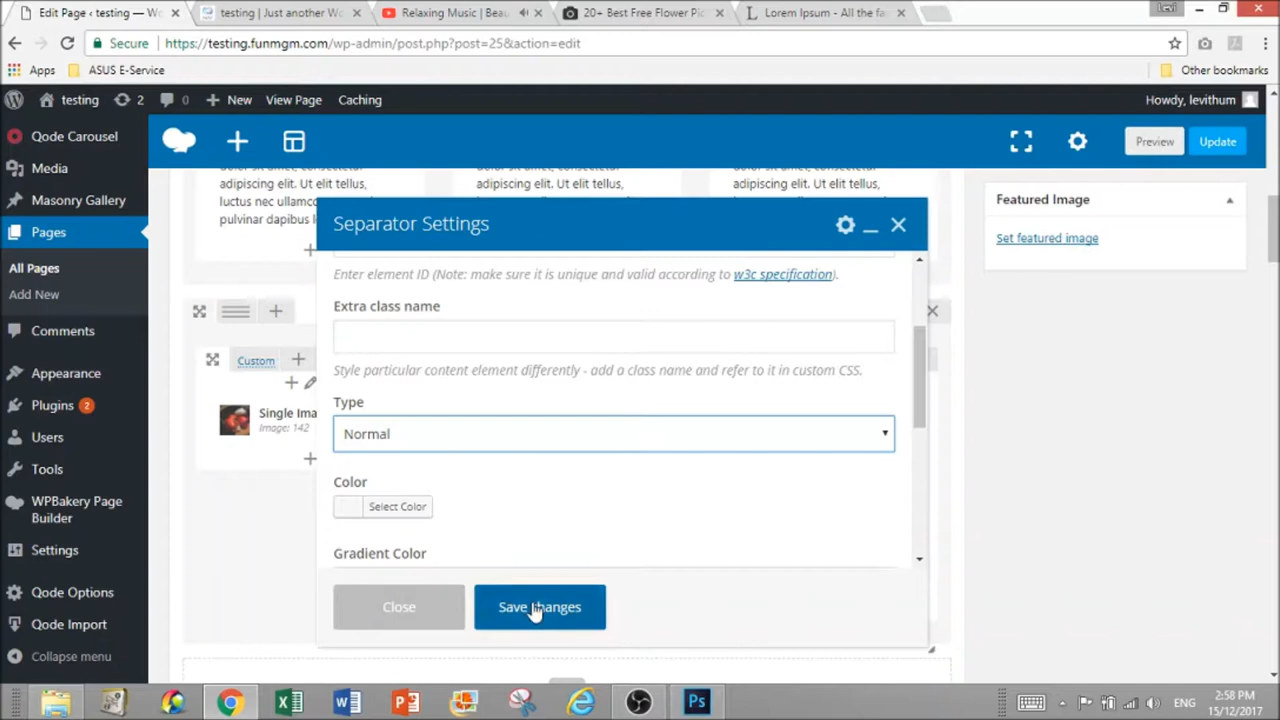 Edit Page ‹ testing — Wo
testing | Just another W
Relaxing Music | Beau
20+ Best Free Flower Pic
Lorem Ipsum - All the fa
levi
Secure
https://testing.funmgm.com/wp-admin/post.php?post=25&action=edit
Apps
ASUS E-Service
Other bookmarks
testing
2
0
New
View Page
Caching
Howdy, levithum
Qode Carousel
Media
Masonry Gallery
Pages
All Pages
Add New
Comments
Appearance
Plugins 2
Users
Tools
WPBakery Page
Builder
Settings
Qode Options
Qode Import
Collapse menu
Preview
Update
adipiscing elit. Ut elit tellus,
luctus nec ullamco
pulvinar dapibus l
adipiscing elit. Ut elit tellus,
adipiscing elit. Ut elit tellus,
Featured Image
Set featured image
Custom
Single Ima
Image: 142
Separator Settings
Enter element ID (Note: make sure it is unique and valid according to w3c specification).
Extra class name
Style particular content element differently - add a class name and refer to it in custom CSS.
Type
Normal
Color
Select Color
Gradient Color
Close
Save changes
ENG
2:58 PM
15/12/2017